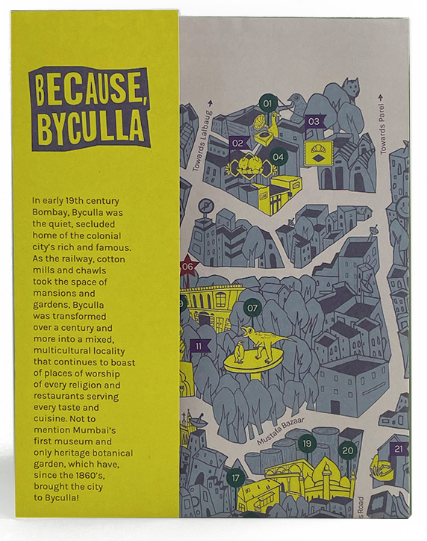 BECAUSE,
BYCULLA
In early 19th century
Bombay, Byculla was
the quiet, secluded
home of the colonial
city's rich and famous.
As the railway, cotton
mills and chawls
took the space of
mansions and
gardens, Byculla
was transformed
over a century and
more into a mixed,
multicultural locality
that continues to boast
of places of worship
of every religion and
restaurants serving
every taste and
cuisine. Not to
mention Mumbai's
first museum and
only heritage botanical
garden, which have,
since the 1860's,
brought the city
to Byculla!
Towards Lalbaug
Towards Parel
01
03
02
04
06
07
11
Mustafa Bazaar
19
20
21
17
s Road